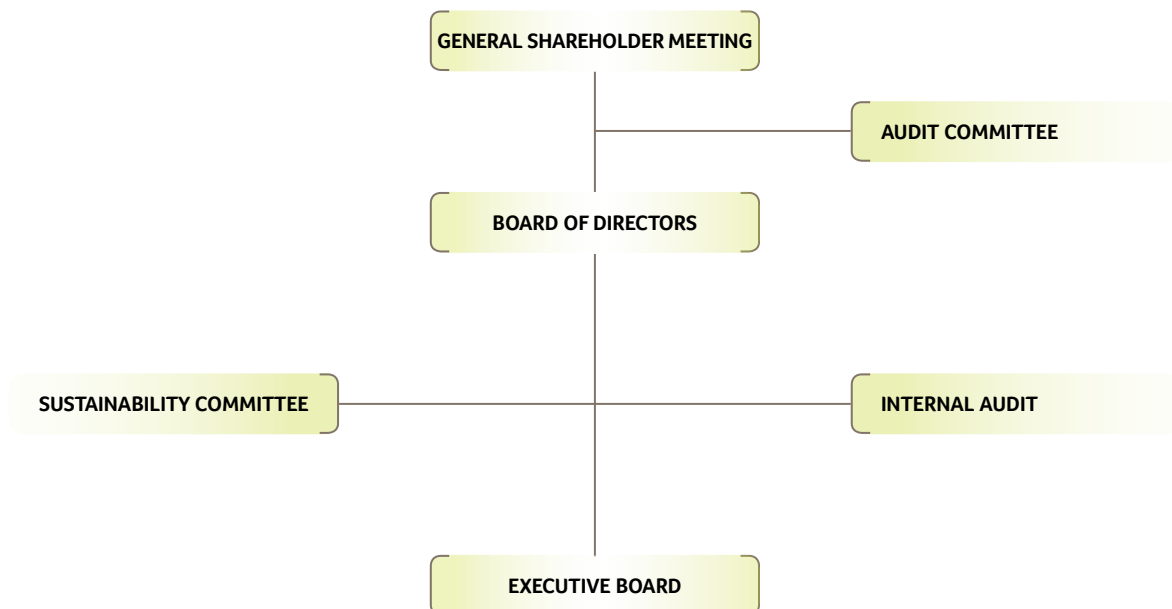 GENERAL SHAREHOLDER MEETING
AUDIT COMMITTEE
BOARD OF DIRECTORS
SUSTAINABILITY COMMITTEE
INTERNAL AUDIT
EXECUTIVE BOARD